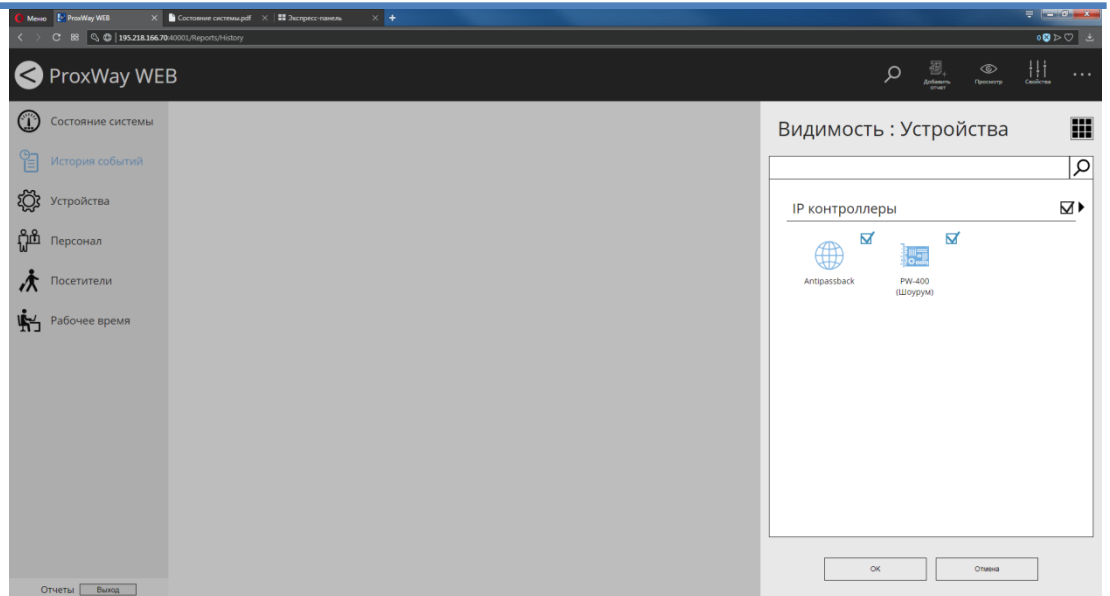 Меню ProxWay WEB Состояние системы.pdf Экспресс-панель
195.218.166.70:40001/Reports/History
0
ProxWay WEB
Добавить отчет
Просмотр
Свойства
Состояние системы
История событий
Устройства
Персонал
Посетители
Рабочее время
Отчеты Выход
Видимость : Устройства
IP контроллеры
Antipassback
PW-400
(Шоурум)
OK Отмена